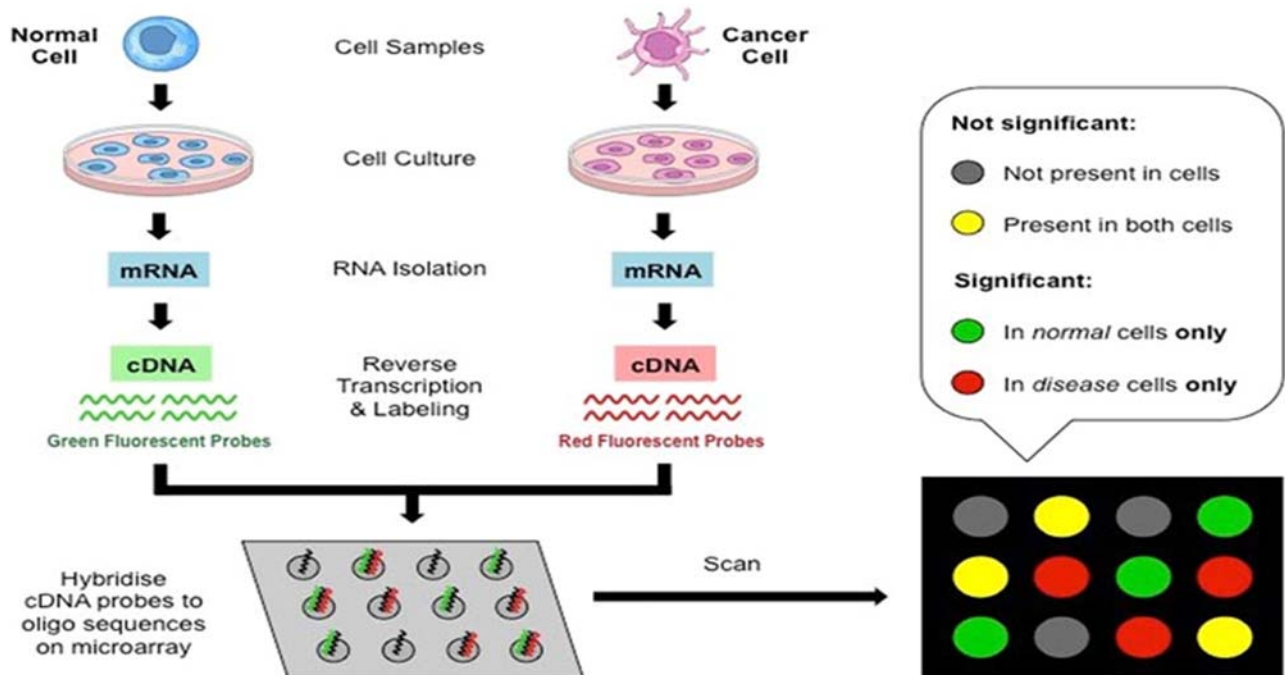 Normal
Cell
Cell Samples
Cancer
Cell
Cell Culture
mRNA
RNA Isolation
mRNA
cDNA
Reverse
Transcription
& Labeling
cDNA
Green Fluorescent Probes
Red Fluorescent Probes
Hybridise
cDNA probes to
oligo sequences
on microarray
Scan
Not significant:
Not present in cells
Present in both cells
Significant:
In normal cells only
In disease cells only